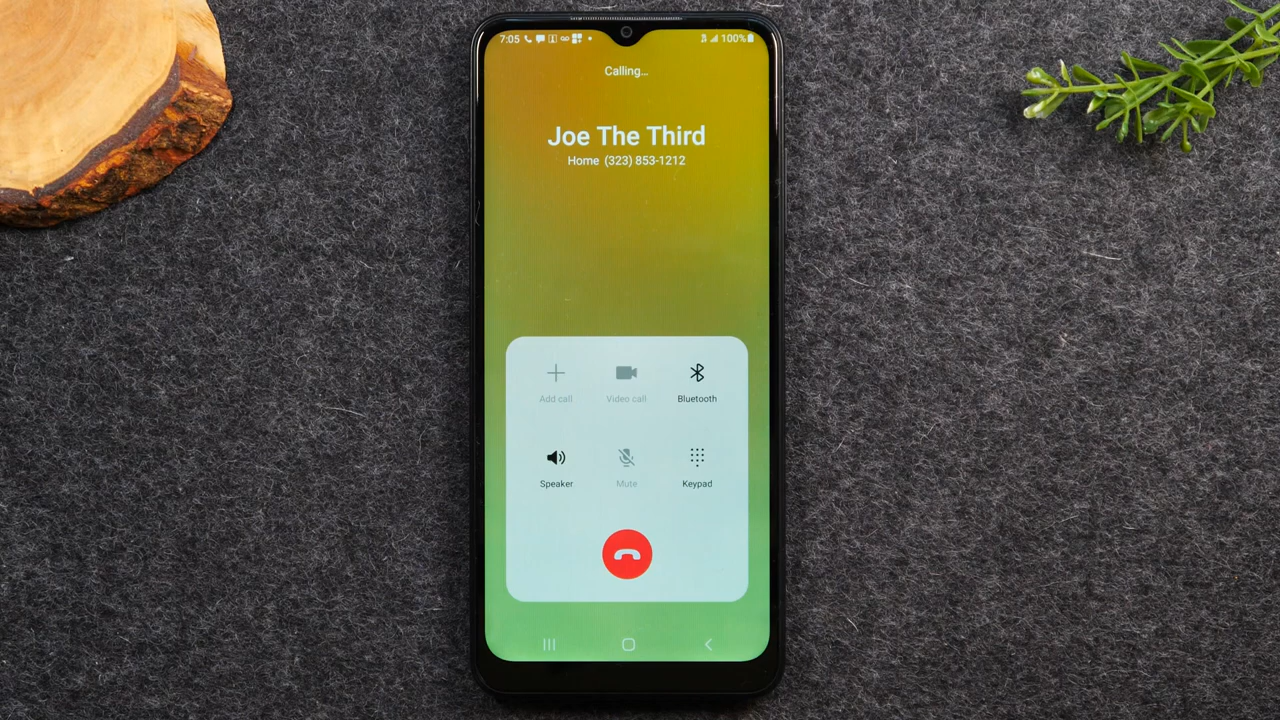 7:05 100%
Calling...
Joe The Third
Home (323) 853-1212
Add call Video call Bluetooth
Speaker Mute Keypad